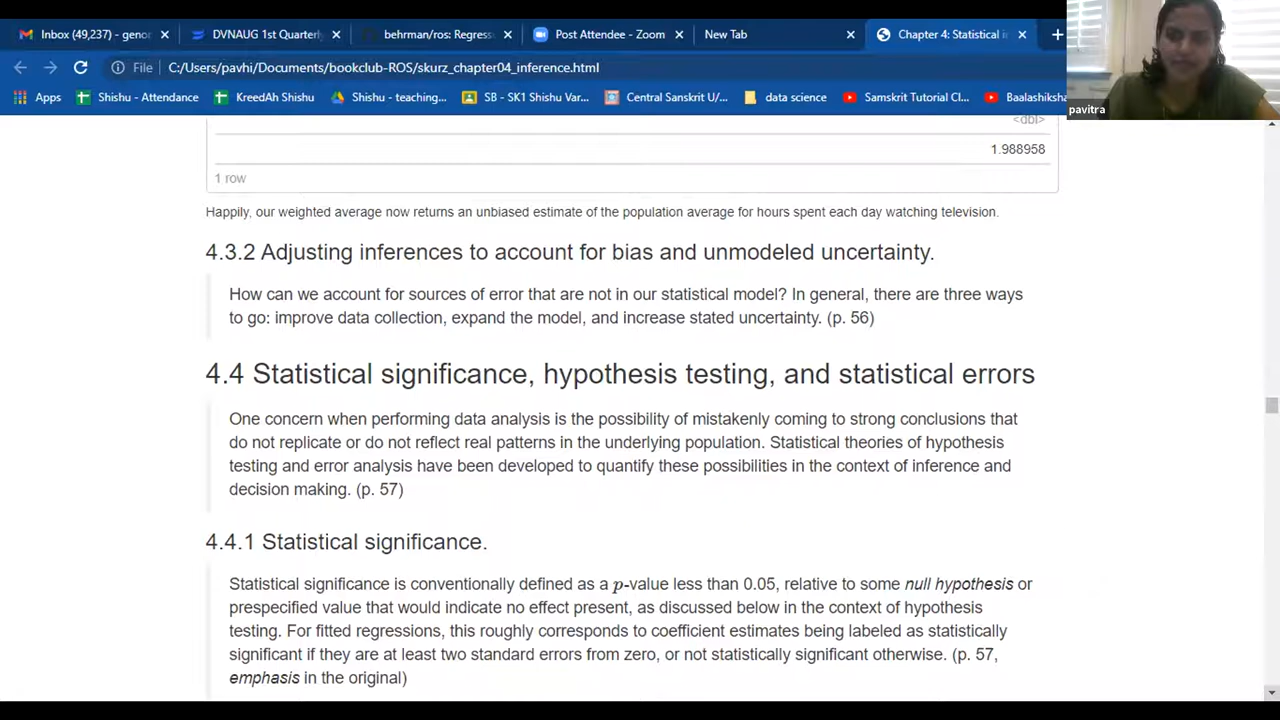 Inbox (49,237) - geno
DVNAUG 1st Quarterly
behrman/ros: Regress
Post Attendee - Zoom
New Tab
Chapter 4: Statistical i
File
C:/Users/pavhi/Documents/bookclub-ROS/skurz_chapter04_inference.html
Apps
Shishu - Attendance
KreedAh Shishu
Shishu - teaching...
SB - SK1 Shishu Var...
Central Sanskrit U/...
data science
Samskrit Tutorial Cl...
Baalashiksha
pavitra
<dbl>
1.988958
1 row
Happily, our weighted average now returns an unbiased estimate of the population average for hours spent each day watching television.
4.3.2 Adjusting inferences to account for bias and unmodeled uncertainty.
How can we account for sources of error that are not in our statistical model? In general, there are three ways
to go: improve data collection, expand the model, and increase stated uncertainty. (p. 56)
4.4 Statistical significance, hypothesis testing, and statistical errors
One concern when performing data analysis is the possibility of mistakenly coming to strong conclusions that
do not replicate or do not reflect real patterns in the underlying population. Statistical theories of hypothesis
testing and error analysis have been developed to quantify these possibilities in the context of inference and
decision making. (p. 57)
4.4.1 Statistical significance.
Statistical significance is conventionally defined as a p-value less than 0.05, relative to some null hypothesis or
prespecified value that would indicate no effect present, as discussed below in the context of hypothesis
testing. For fitted regressions, this roughly corresponds to coefficient estimates being labeled as statistically
significant if they are at least two standard errors from zero, or not statistically significant otherwise. (p. 57,
emphasis in the original)